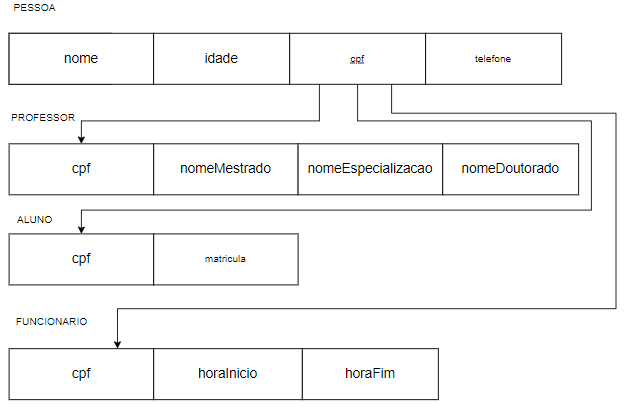 PESSOA
nome idade cpf telefone
PROFESSOR
cpf nomeMestrado nomeEspecializacao nomeDoutorado
ALUNO
cpf matricula
FUNCIONARIO
cpf horaInicio horaFim